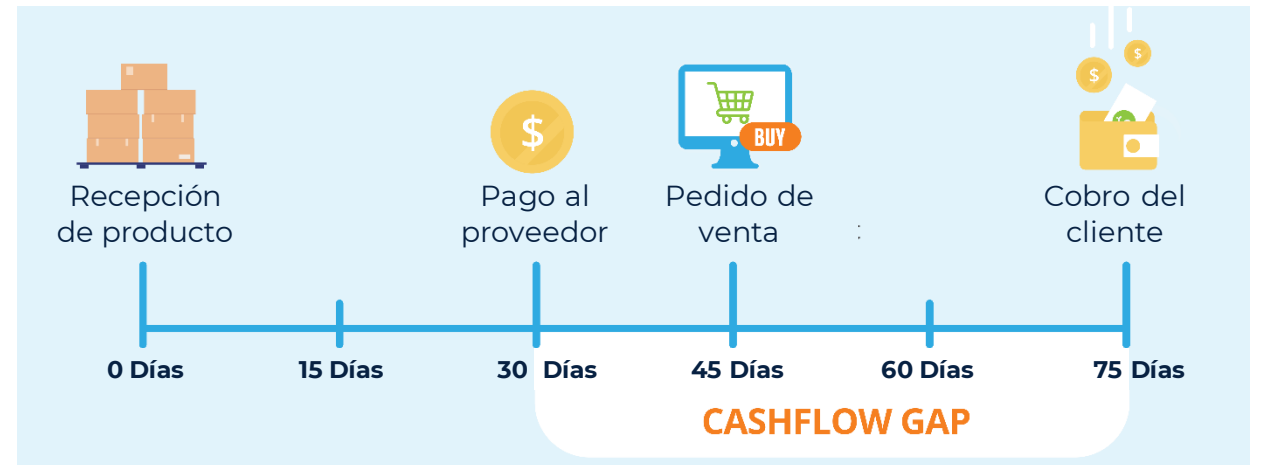 $
$
$
BUY
Recepción
de producto
Pago al
proveedor
Pedido de
venta
:
Cobro del
cliente
0 Días
15 Días
30 Días
45 Días
60 Días
75 Días
CASHFLOW GAP